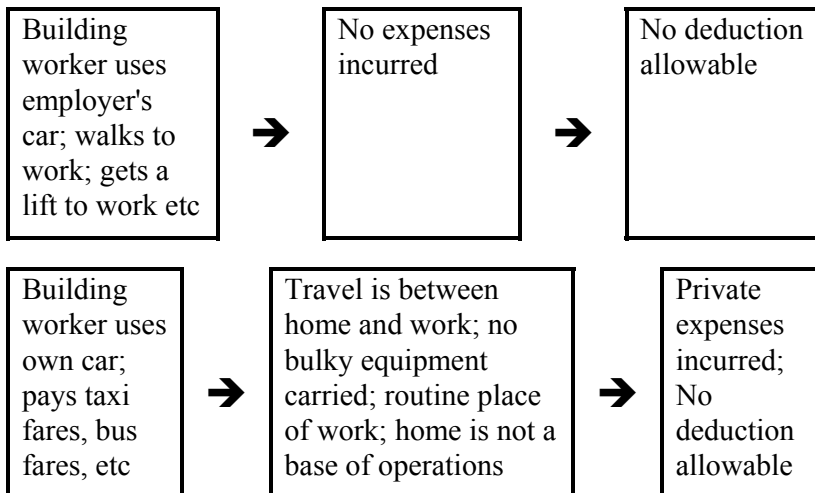 Building
worker uses
employer's
car; walks to
work; gets a
lift to work etc
No expenses
incurred
No deduction
allowable
Building
worker uses
own car;
pays taxi
fares, bus
fares, etc
Travel is between
home and work; no
bulky equipment
carried; routine place
of work; home is not a
base of operations
Private
expenses
incurred;
No
deduction
allowable